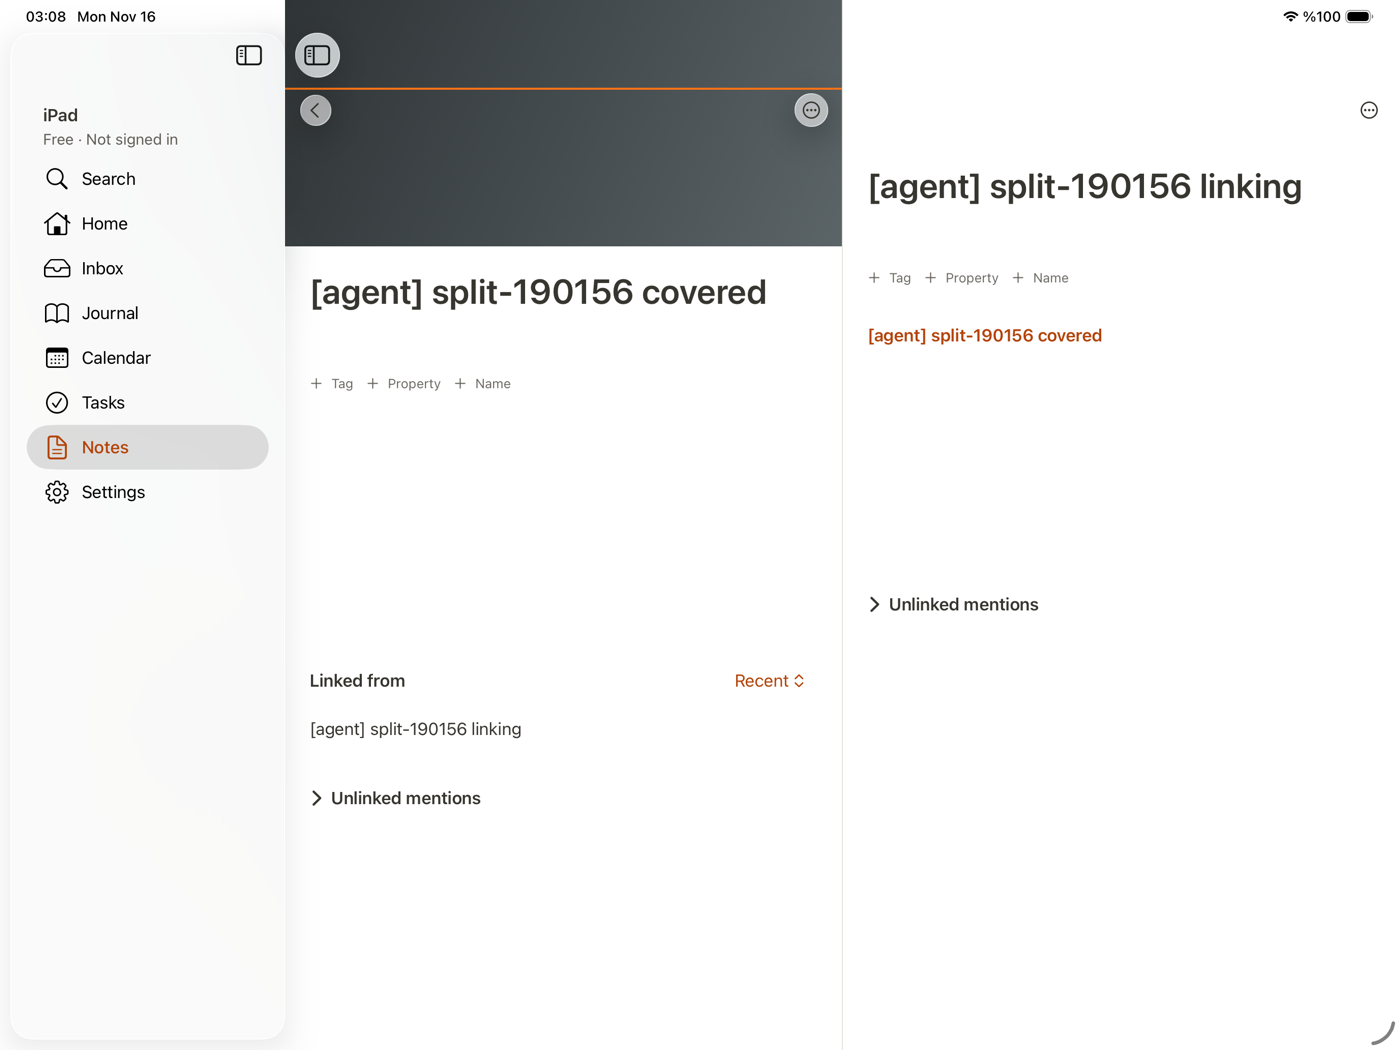 03:08 Mon Nov 16
%100
iPad
Free · Not signed in
Search
Home
Inbox
Journal
Calendar
Tasks
Notes
Settings
[agent] split-190156 covered
+ Tag + Property + Name
Linked from
Recent
[agent] split-190156 linking
Unlinked mentions
[agent] split-190156 linking
+ Tag + Property + Name
[agent] split-190156 covered
Unlinked mentions